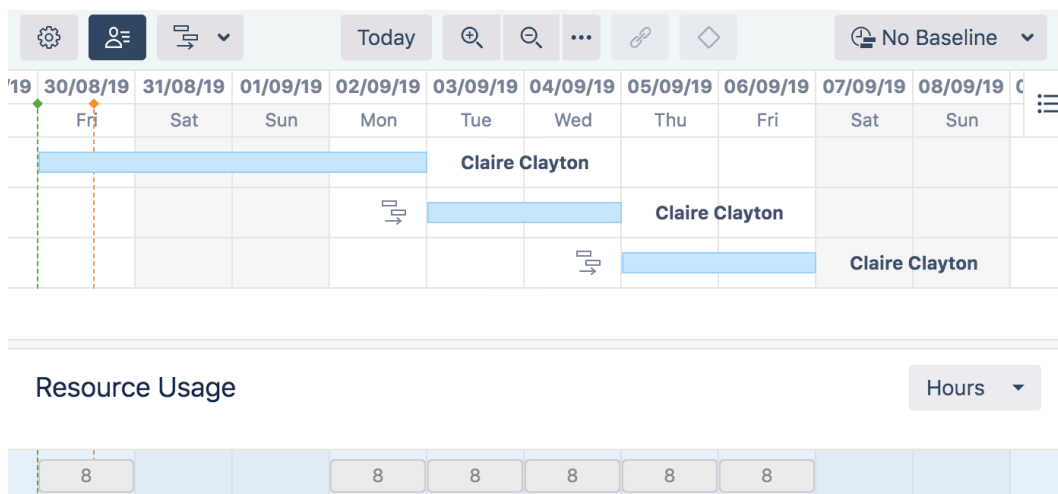 Today
No Baseline
/19 30/08/19 31/08/19 01/09/19 02/09/19 03/09/19 04/09/19 05/09/19 06/09/19 07/09/19 08/09/19
Fri Sat Sun Mon Tue Wed Thu Fri Sat Sun
Claire Clayton
Claire Clayton
Claire Clayton
Resource Usage
Hours
8 8 8 8 8 8